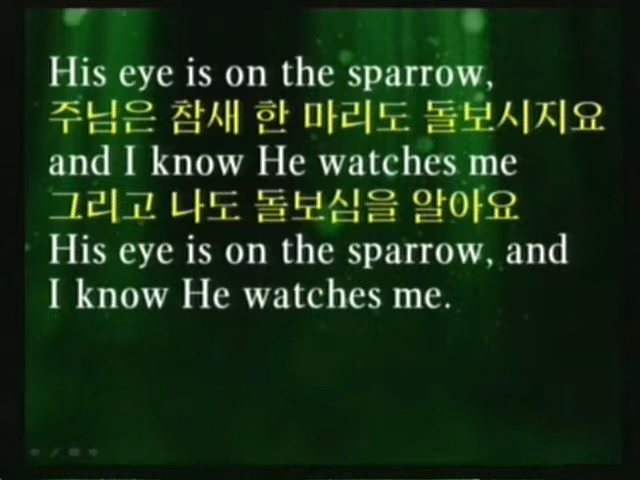 His eye is on the sparrow,
주님은 참새 한 마리도 돌보시지요
and I know He watches me
그리고 나도 돌보심을 알아요
His eye is on the sparrow, and
I know He watches me.